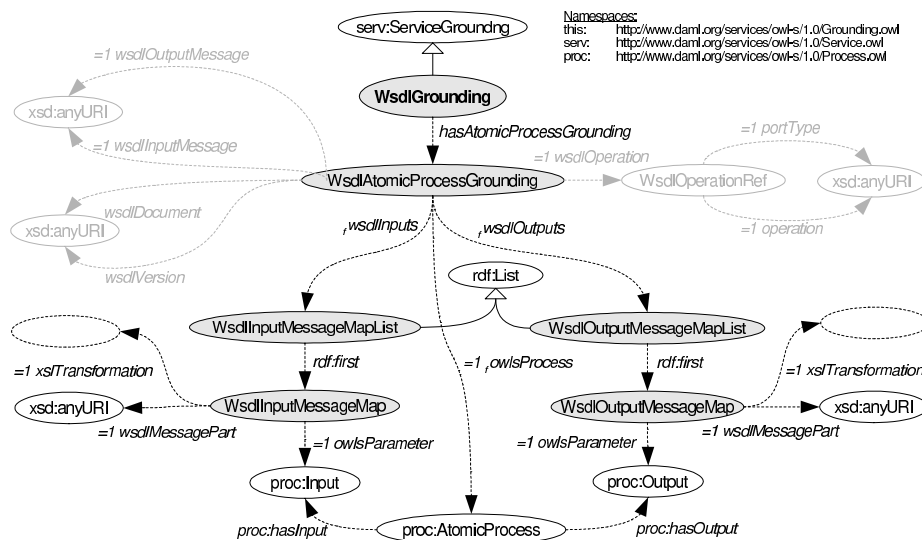 serv:ServiceGroundng
Namespaces:
this: http://www.daml.org/services/owl-s/1.0/Grounding.owl
serv: http://www.daml.org/services/owl-s/1.0/Service.owl
proc: http://www.daml.org/services/owl-s/1.0/Process.owl
=1 wsdlOutputMessage
WsdlGrounding
xsd:anyURI
hasAtomicProcessGrounding
=1 portType
=1 wsdlInputMessage
=1 wsdlOperation
WsdlAtomicProcessGrounding
WsdlOperationRef
xsd:anyURI
wsdlDocument
xsd:anyURI
f wsdlInputs
f wsdlOutputs
=1 operation
wsdlVersion
rdf:List
WsdlInputMessageMapList
WsdlOutputMessageMapList
rdf:first
=1 f owlsProcess
rdf:first
=1 xslTransformation
=1 xslTransformation
xsd:anyURI
WsdlInputMessageMap
WsdlOutputMessageMap
xsd:anyURI
=1 wsdlMessagePart
=1 owlsParameter
=1 owlsParameter
=1 wsdlMessagePart
proc:Input
proc:Output
proc:hasInput
proc:AtomicProcess
proc:hasOutput